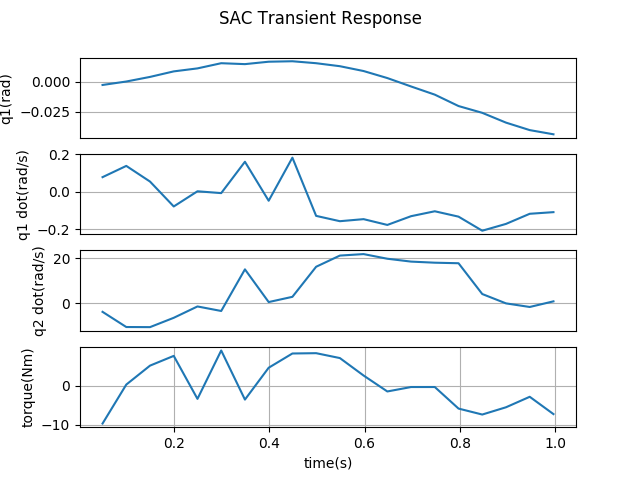 SAC Transient Response
0.000
−0.025
q1(rad)
0.2
0.0
−0.2
q1 dot(rad/s)
20
0
q2 dot(rad/s)
0
−10
torque(Nm)
0.2 0.4 0.6 0.8 1.0
time(s)